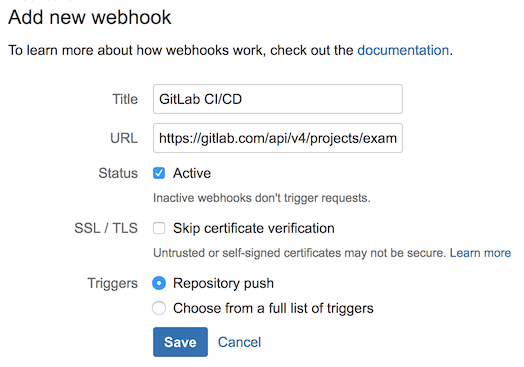 Add new webhook
To learn more about how webhooks work, check out the documentation.
Title GitLab CI/CD
URL https://gitlab.com/api/v4/projects/exam
Status Active
Inactive webhooks don't trigger requests.
SSL / TLS Skip certificate verification
Untrusted or self-signed certificates may not be secure. Learn more
Triggers Repository push
Choose from a full list of triggers
Save Cancel